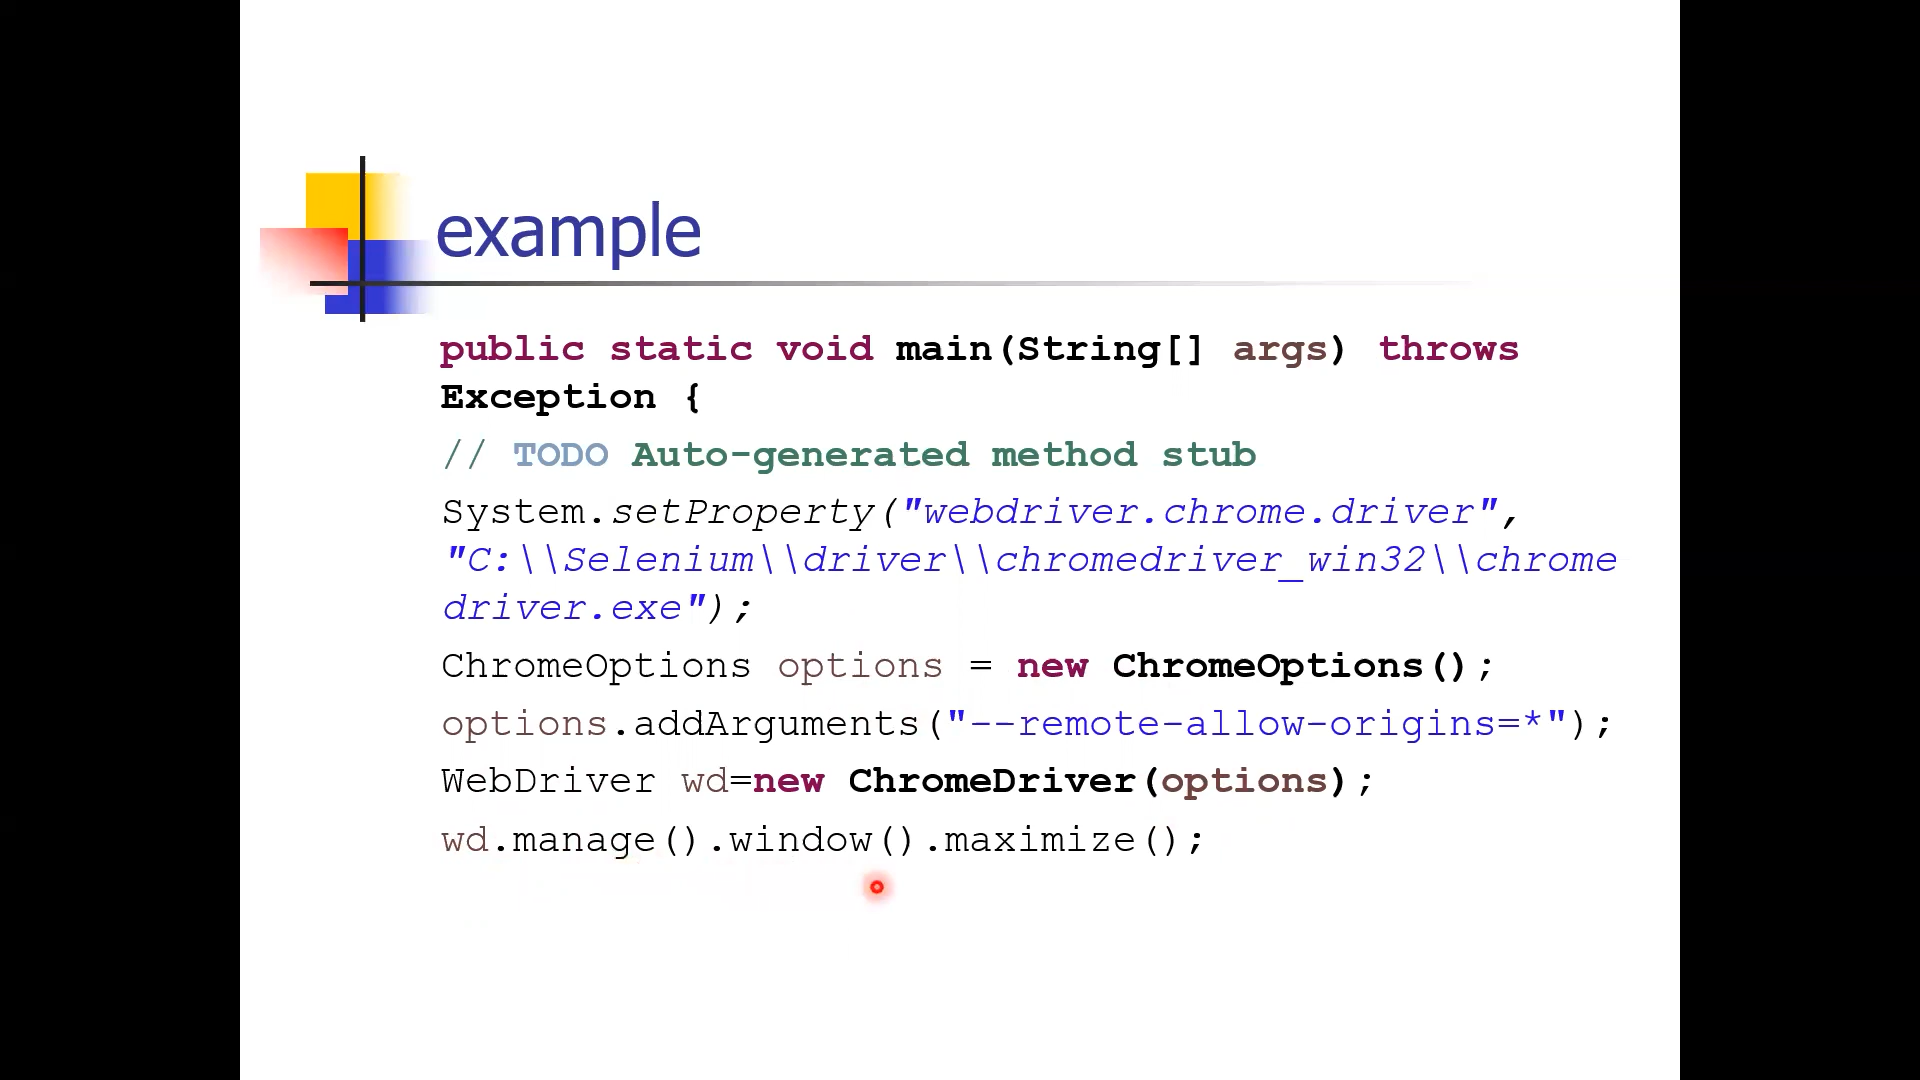 example
public static void main(String[] args) throws
Exception {
// TODO Auto-generated method stub
System.setProperty("webdriver.chrome.driver",
"C:\\Selenium\\driver\\chromedriver_win32\\chrome
driver.exe");
ChromeOptions options = new ChromeOptions();
options.addArguments("--remote-allow-origins=*");
WebDriver wd=new ChromeDriver(options);
wd.manage().window().maximize();